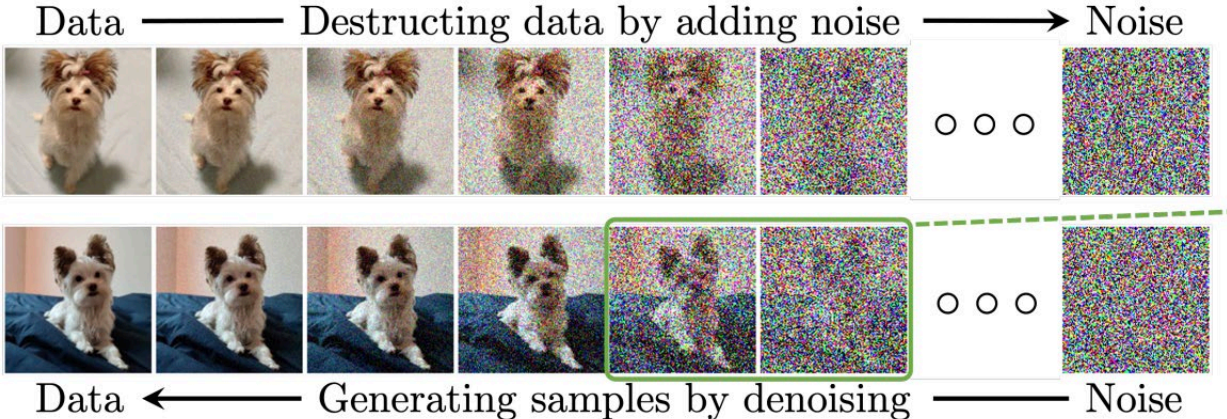 Data Destructing data by adding noise Noise
Data Generating samples by denoising Noise